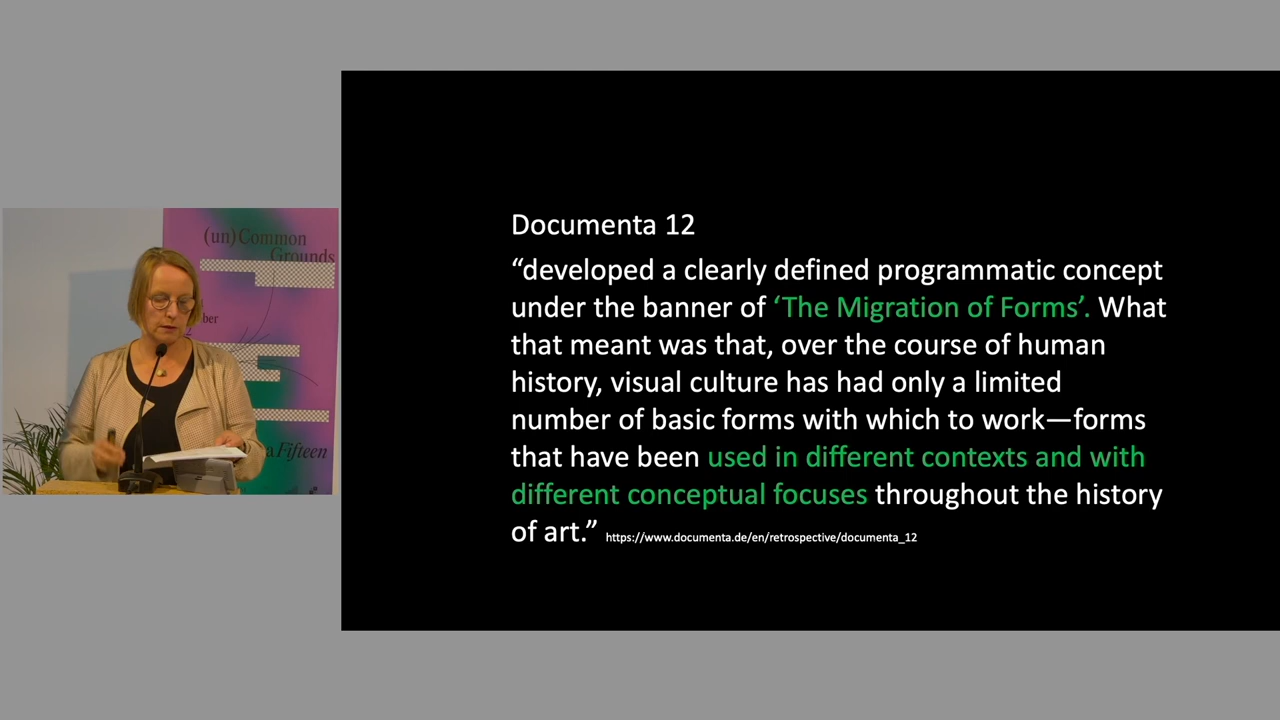 (un)Common
Grounds
ber
a Fifteen
Documenta 12
“developed a clearly defined programmatic concept
under the banner of ‘The Migration of Forms’. What
that meant was that, over the course of human
history, visual culture has had only a limited
number of basic forms with which to work—forms
that have been used in different contexts and with
different conceptual focuses throughout the history
of art.” https://www.documenta.de/en/retrospective/documenta_12